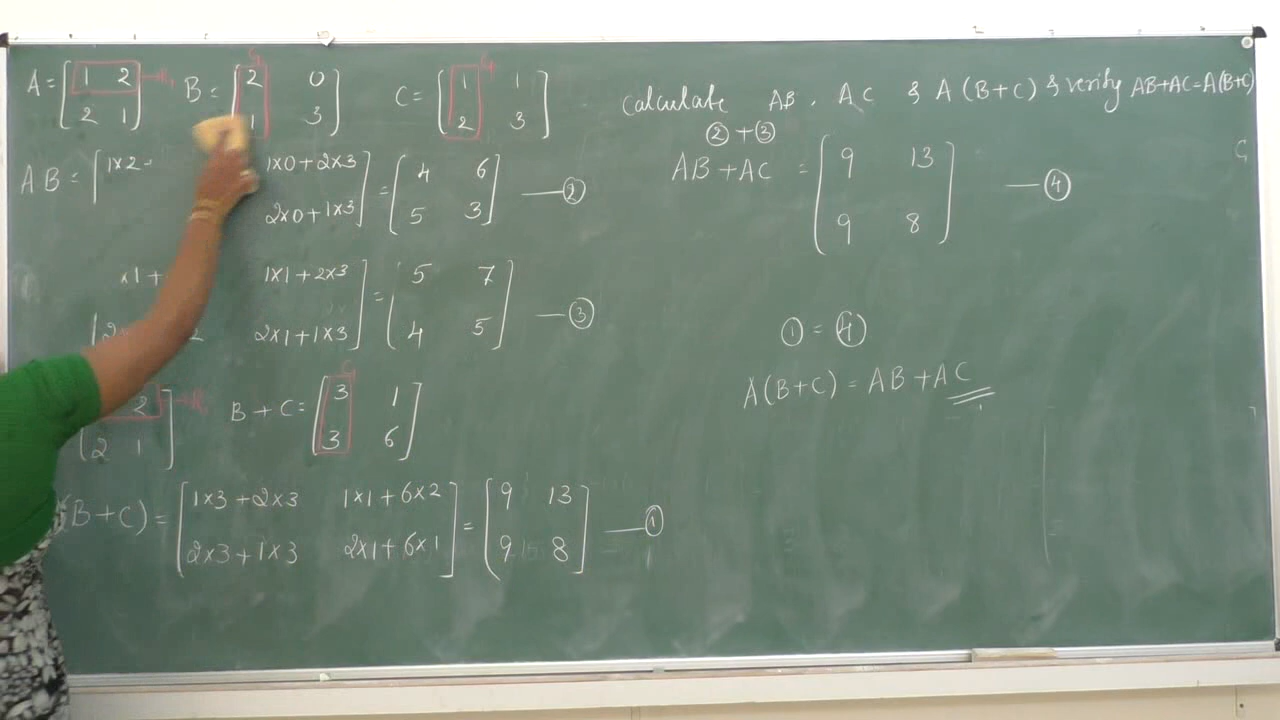 A = [ 1 2 → R₁ B = [ 2 0 ] C = [ 1 1 ] Calculate AB, AC & A(B+C) & verify AB+AC=A(B+C)
2 1 ] 1 3 2 3 ② + ③
AB = [ 1×2 1×0 + 2×3 ] = [ 4 6 ] — ② AB + AC = [ 9 13 ] — ④
2×0 + 1×3 5 3 9 8
×1 + 1×1 + 2×3 ] = [ 5 7 ] — ③
2 2 2×1 + 1×3 4 5 ① = ④
2 ] → R₁ B + C = [ 3 1 ] A(B+C) = AB + AC
2 1 3 6
(B+C) = [ 1×3 + 2×3 1×1 + 6×2 ] = [ 9 13 ] — ①
2×3 + 1×3 2×1 + 6×1 9 8